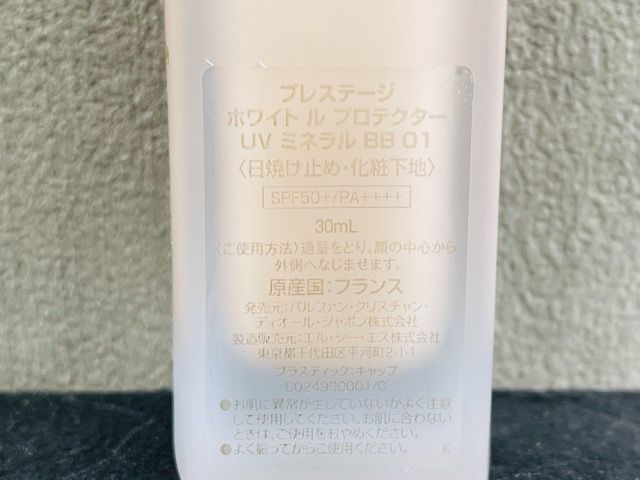 プレステージ
ホワイト ル プロテクター
UV ミネラル BB 01
〈日焼け止め・化粧下地〉
SPF50+/PA++++
30mL
〈ご使用方法〉適量をとり、顔の中心から
外側へなじませます。
原産国：フランス
発売元：パルファン・クリスチャン・
ディオール・ジャポン株式会社
製造販売元：エル・シー・エス株式会社
東京都千代田区平河町2-1-1
プラスティック：キャップ
C024900001/C
●お肌に異常が生じていないかよく注意
して使用してください。お肌に合わない
ときは、ご使用をおやめください。
●よく振ってからご使用ください。 K